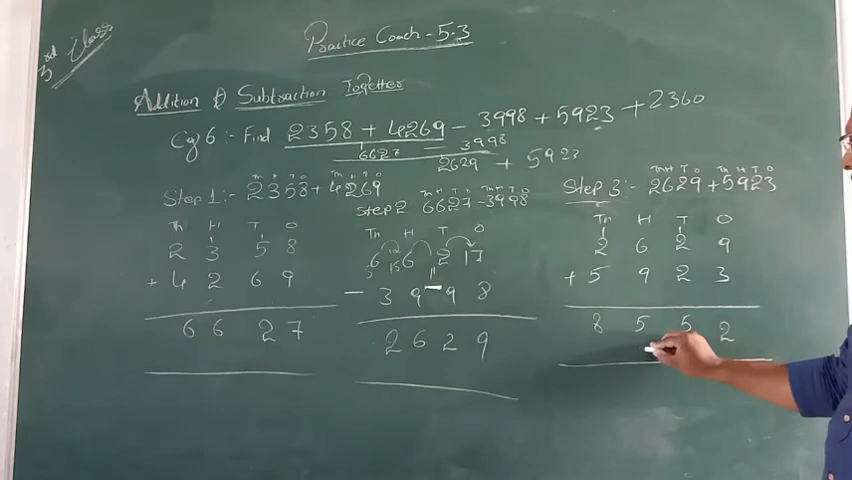 3rd Class
Practice Coach - 5.3
Addition & Subtraction Together
Eg 6 :- Find 2358 + 4269 - 3998 + 5923 + 2360
6627 - 3998
2629 + 5923
Step 1:- 2358 + 4269
Th H T O
2 3 5 8
+ 4 2 6 9
6 6 2 7
Step 2 6627 - 3998
Th H T O
6 6 2 17
- 3 9 9 8
2 6 2 9
Step 3:- 2629 + 5923
Th H T O
2 6 2 9
+ 5 9 2 3
8 5 5 2